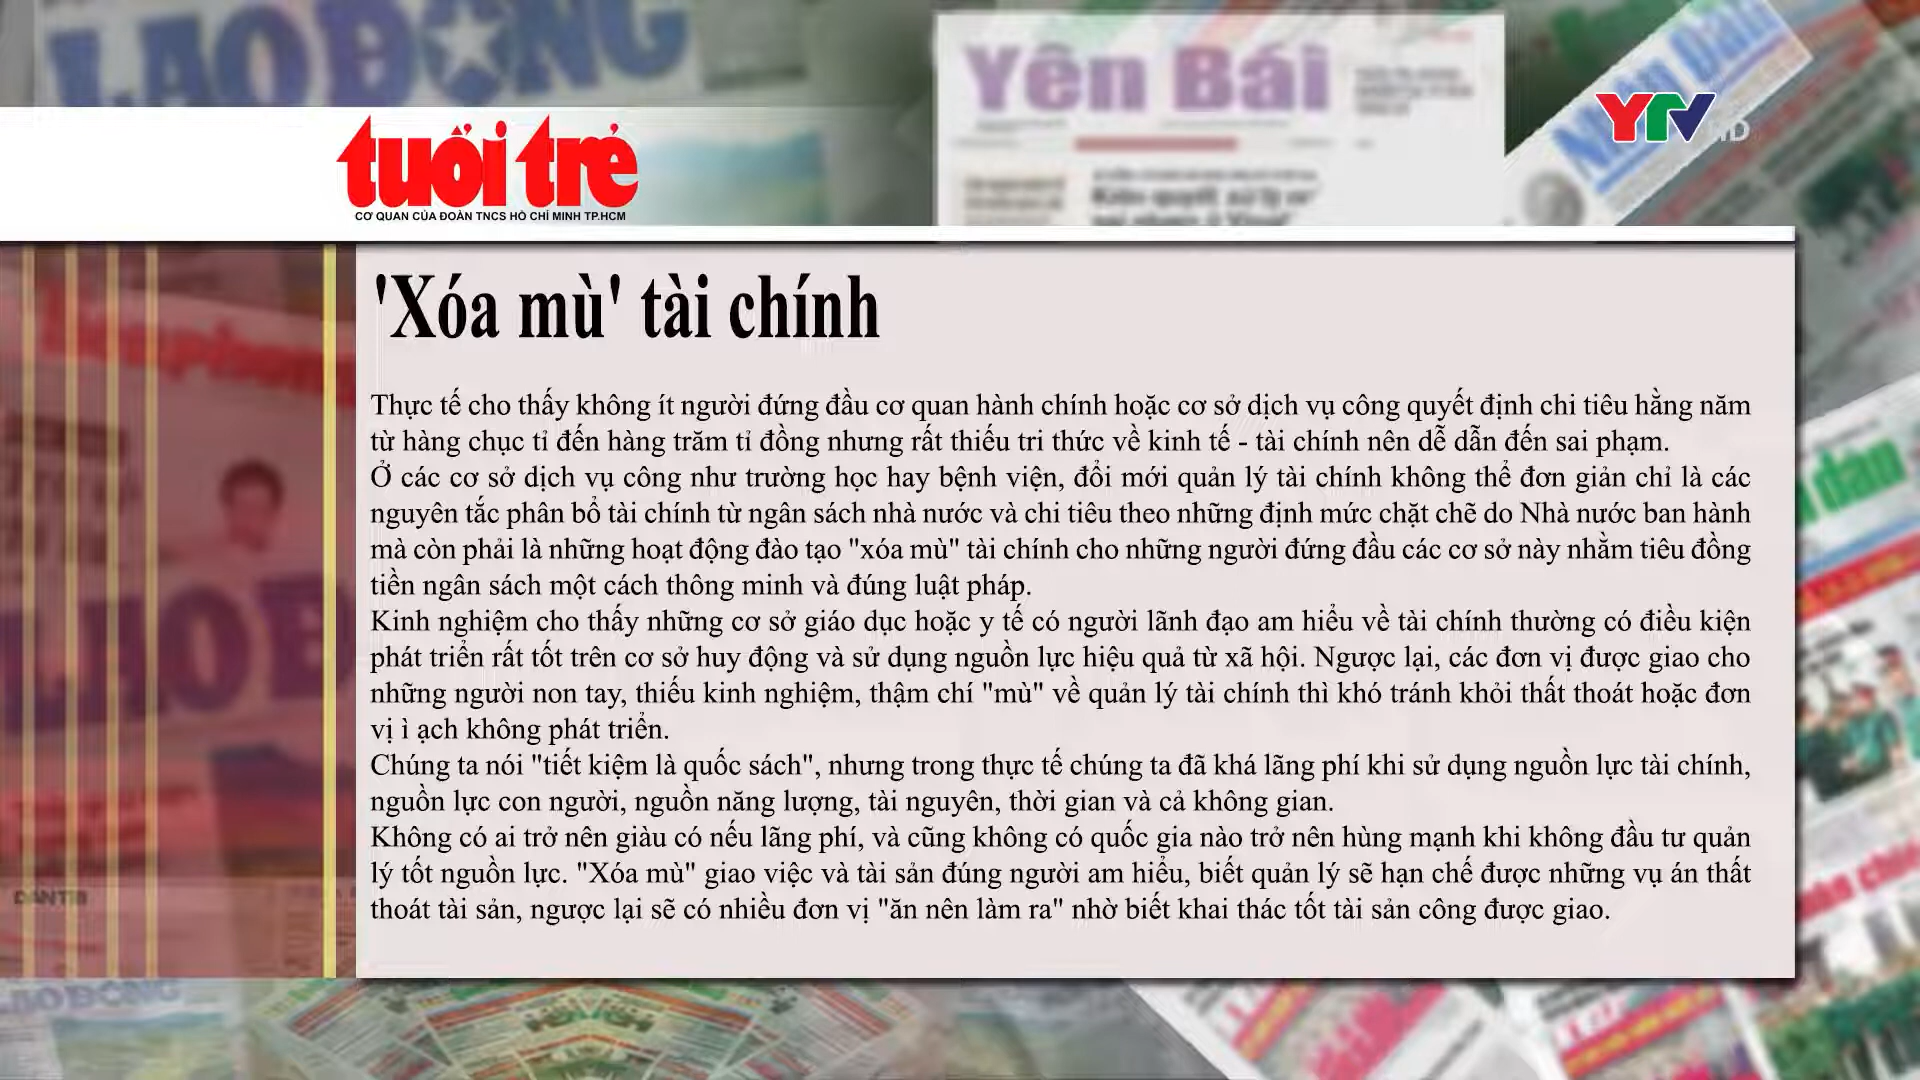 LAO ĐỘNG
Yên Bái
Nhân Dân
YTV HD
tuổi trẻ
CƠ QUAN CỦA ĐOÀN TNCS HỒ CHÍ MINH TP.HCM
'Xóa mù' tài chính
Thực tế cho thấy không ít người đứng đầu cơ quan hành chính hoặc cơ sở dịch vụ công quyết định chi tiêu hằng năm
từ hàng chục tỉ đến hàng trăm tỉ đồng nhưng rất thiếu tri thức về kinh tế - tài chính nên dễ dẫn đến sai phạm.
Ở các cơ sở dịch vụ công như trường học hay bệnh viện, đổi mới quản lý tài chính không thể đơn giản chỉ là các
nguyên tắc phân bổ tài chính từ ngân sách nhà nước và chi tiêu theo những định mức chặt chẽ do Nhà nước ban hành
mà còn phải là những hoạt động đào tạo "xóa mù" tài chính cho những người đứng đầu các cơ sở này nhằm tiêu đồng
tiền ngân sách một cách thông minh và đúng luật pháp.
Kinh nghiệm cho thấy những cơ sở giáo dục hoặc y tế có người lãnh đạo am hiểu về tài chính thường có điều kiện
phát triển rất tốt trên cơ sở huy động và sử dụng nguồn lực hiệu quả từ xã hội. Ngược lại, các đơn vị được giao cho
những người non tay, thiếu kinh nghiệm, thậm chí "mù" về quản lý tài chính thì khó tránh khỏi thất thoát hoặc đơn
vị ì ạch không phát triển.
Chúng ta nói "tiết kiệm là quốc sách", nhưng trong thực tế chúng ta đã khá lãng phí khi sử dụng nguồn lực tài chính,
nguồn lực con người, nguồn năng lượng, tài nguyên, thời gian và cả không gian.
Không có ai trở nên giàu có nếu lãng phí, và cũng không có quốc gia nào trở nên hùng mạnh khi không đầu tư quản
lý tốt nguồn lực. "Xóa mù" giao việc và tài sản đúng người am hiểu, biết quản lý sẽ hạn chế được những vụ án thất
thoát tài sản, ngược lại sẽ có nhiều đơn vị "ăn nên làm ra" nhờ biết khai thác tốt tài sản công được giao.
LAO Đ
LAO ĐỘNG